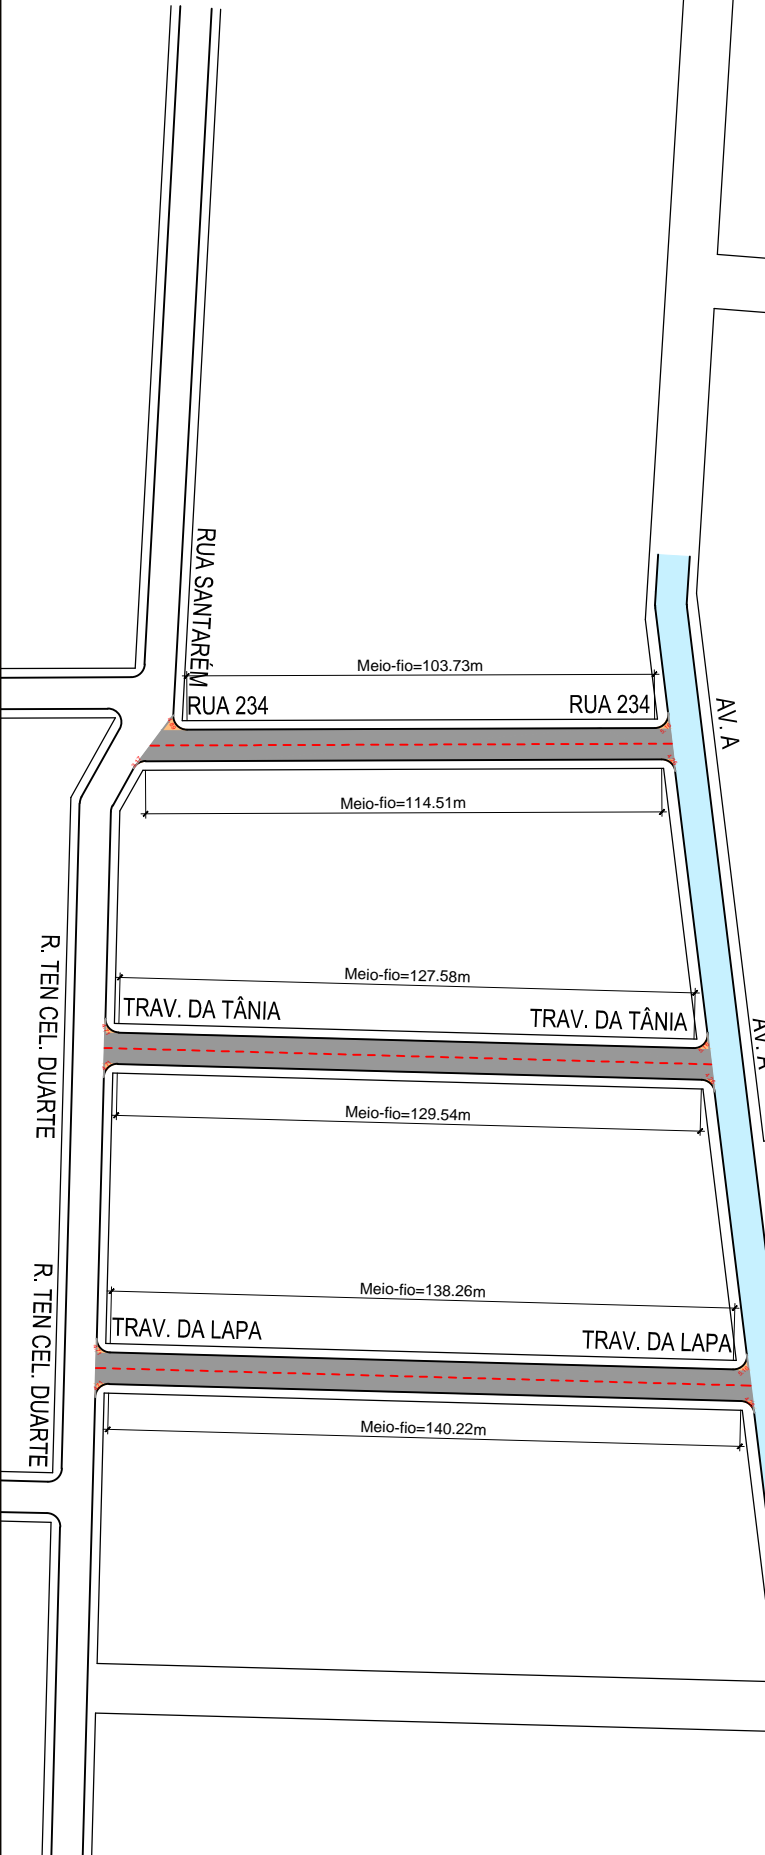 RUA SANTARÉM
Meio-fio=103.73m
RUA 234
RUA 234
AV. A
Meio-fio=114.51m
R. TEN CEL. DUARTE
Meio-fio=127.58m
TRAV. DA TÂNIA
TRAV. DA TÂNIA
AV. A
Meio-fio=129.54m
R. TEN CEL. DUARTE
Meio-fio=138.26m
TRAV. DA LAPA
TRAV. DA LAPA
Meio-fio=140.22m